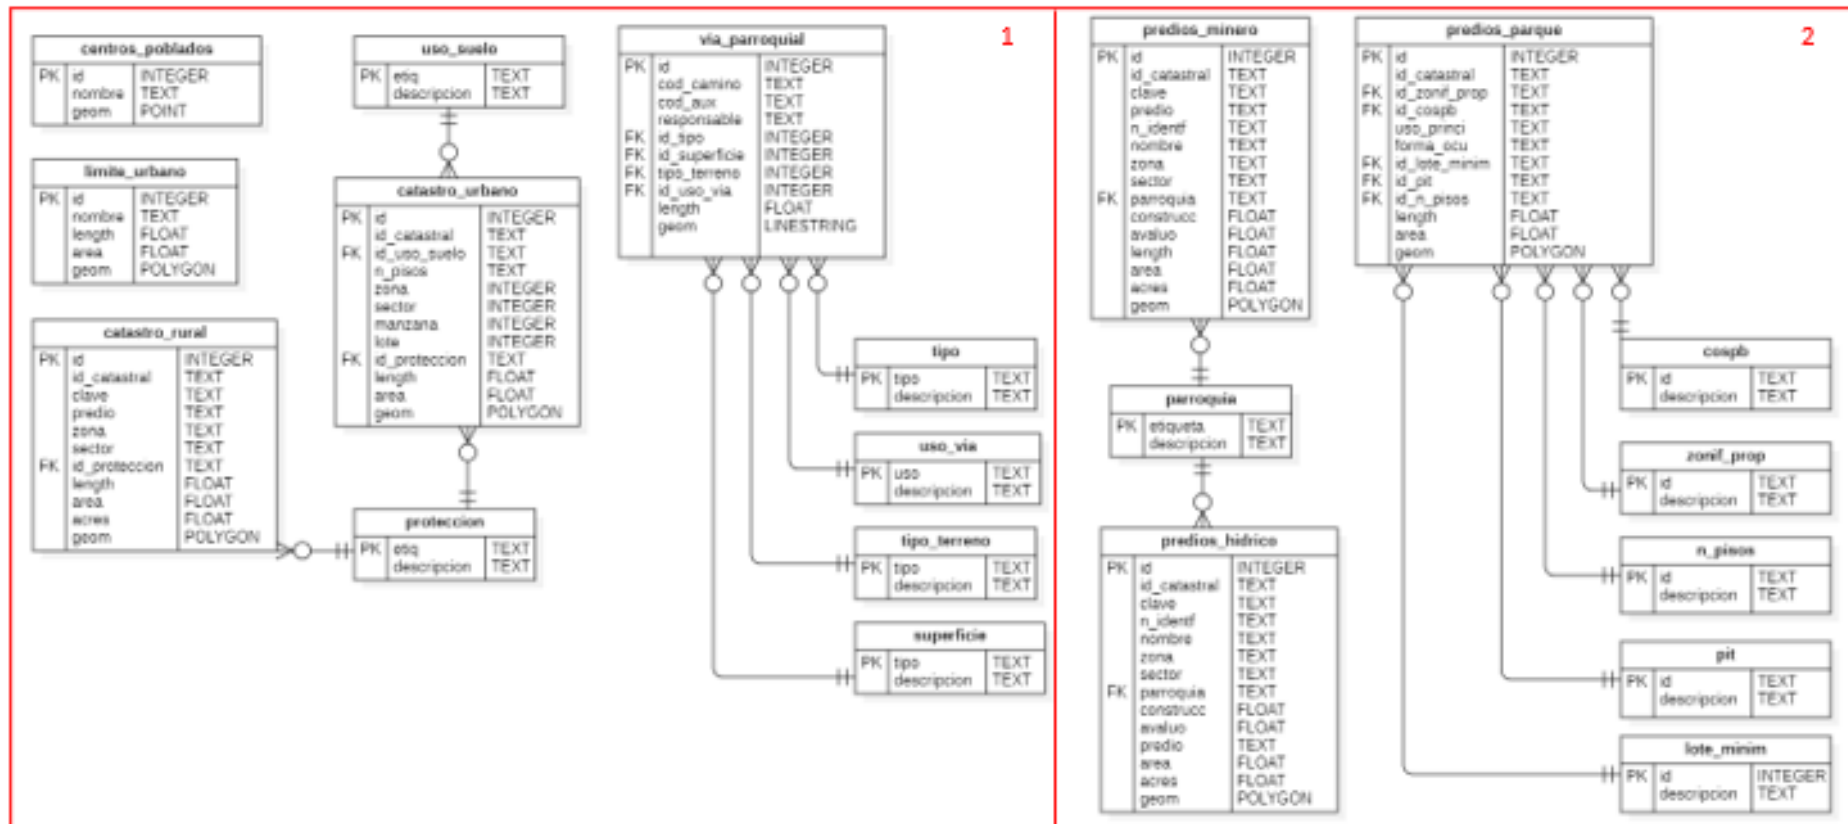 1
centros_poblados
PK id INTEGER
nombre TEXT
geom POINT
limite_urbano
PK id INTEGER
nombre TEXT
length FLOAT
area FLOAT
geom POLYGON
catastro_rural
PK id INTEGER
id_catastral TEXT
clave TEXT
predio TEXT
zona TEXT
sector TEXT
FK id_proteccion TEXT
length FLOAT
area FLOAT
acres FLOAT
geom POLYGON
uso_suelo
PK etiq TEXT
descripcion TEXT
catastro_urbano
PK id INTEGER
id_catastral TEXT
FK id_uso_suelo TEXT
n_pisos TEXT
zona INTEGER
sector INTEGER
manzana INTEGER
lote INTEGER
FK id_proteccion TEXT
length FLOAT
area FLOAT
geom POLYGON
proteccion
PK etiq TEXT
descripcion TEXT
via_parroquial
PK id INTEGER
cod_camino TEXT
cod_aux TEXT
responsable TEXT
FK id_tipo INTEGER
FK id_superficie INTEGER
FK tipo_terreno INTEGER
FK id_uso_via INTEGER
length FLOAT
geom LINESTRING
tipo
PK tipo TEXT
descripcion TEXT
uso_via
PK uso TEXT
descripcion TEXT
tipo_terreno
PK tipo TEXT
descripcion TEXT
superficie
PK tipo TEXT
descripcion TEXT
2
predios_minero
PK id INTEGER
id_catastral TEXT
clave TEXT
predio TEXT
n_identf TEXT
nombre TEXT
zona TEXT
sector TEXT
FK parroquia TEXT
construcc FLOAT
avaluo FLOAT
length FLOAT
area FLOAT
acres FLOAT
geom POLYGON
parroquia
PK etiqueta TEXT
descripcion TEXT
predios_hidrico
PK id INTEGER
id_catastral TEXT
clave TEXT
n_identf TEXT
nombre TEXT
zona TEXT
sector TEXT
FK parroquia TEXT
construcc FLOAT
avaluo FLOAT
predio TEXT
area FLOAT
acres FLOAT
geom POLYGON
predios_parque
PK id INTEGER
id_catastral TEXT
FK id_zonif_prop TEXT
FK id_cospb TEXT
uso_princi TEXT
forma_ocu TEXT
FK id_lote_minim TEXT
FK id_pit TEXT
FK id_n_pisos TEXT
length FLOAT
area FLOAT
geom POLYGON
cospb
PK id TEXT
descripcion TEXT
zonif_prop
PK id TEXT
descripcion TEXT
n_pisos
PK id TEXT
descripcion TEXT
pit
PK id TEXT
descripcion TEXT
lote_minim
PK id INTEGER
descripcion TEXT